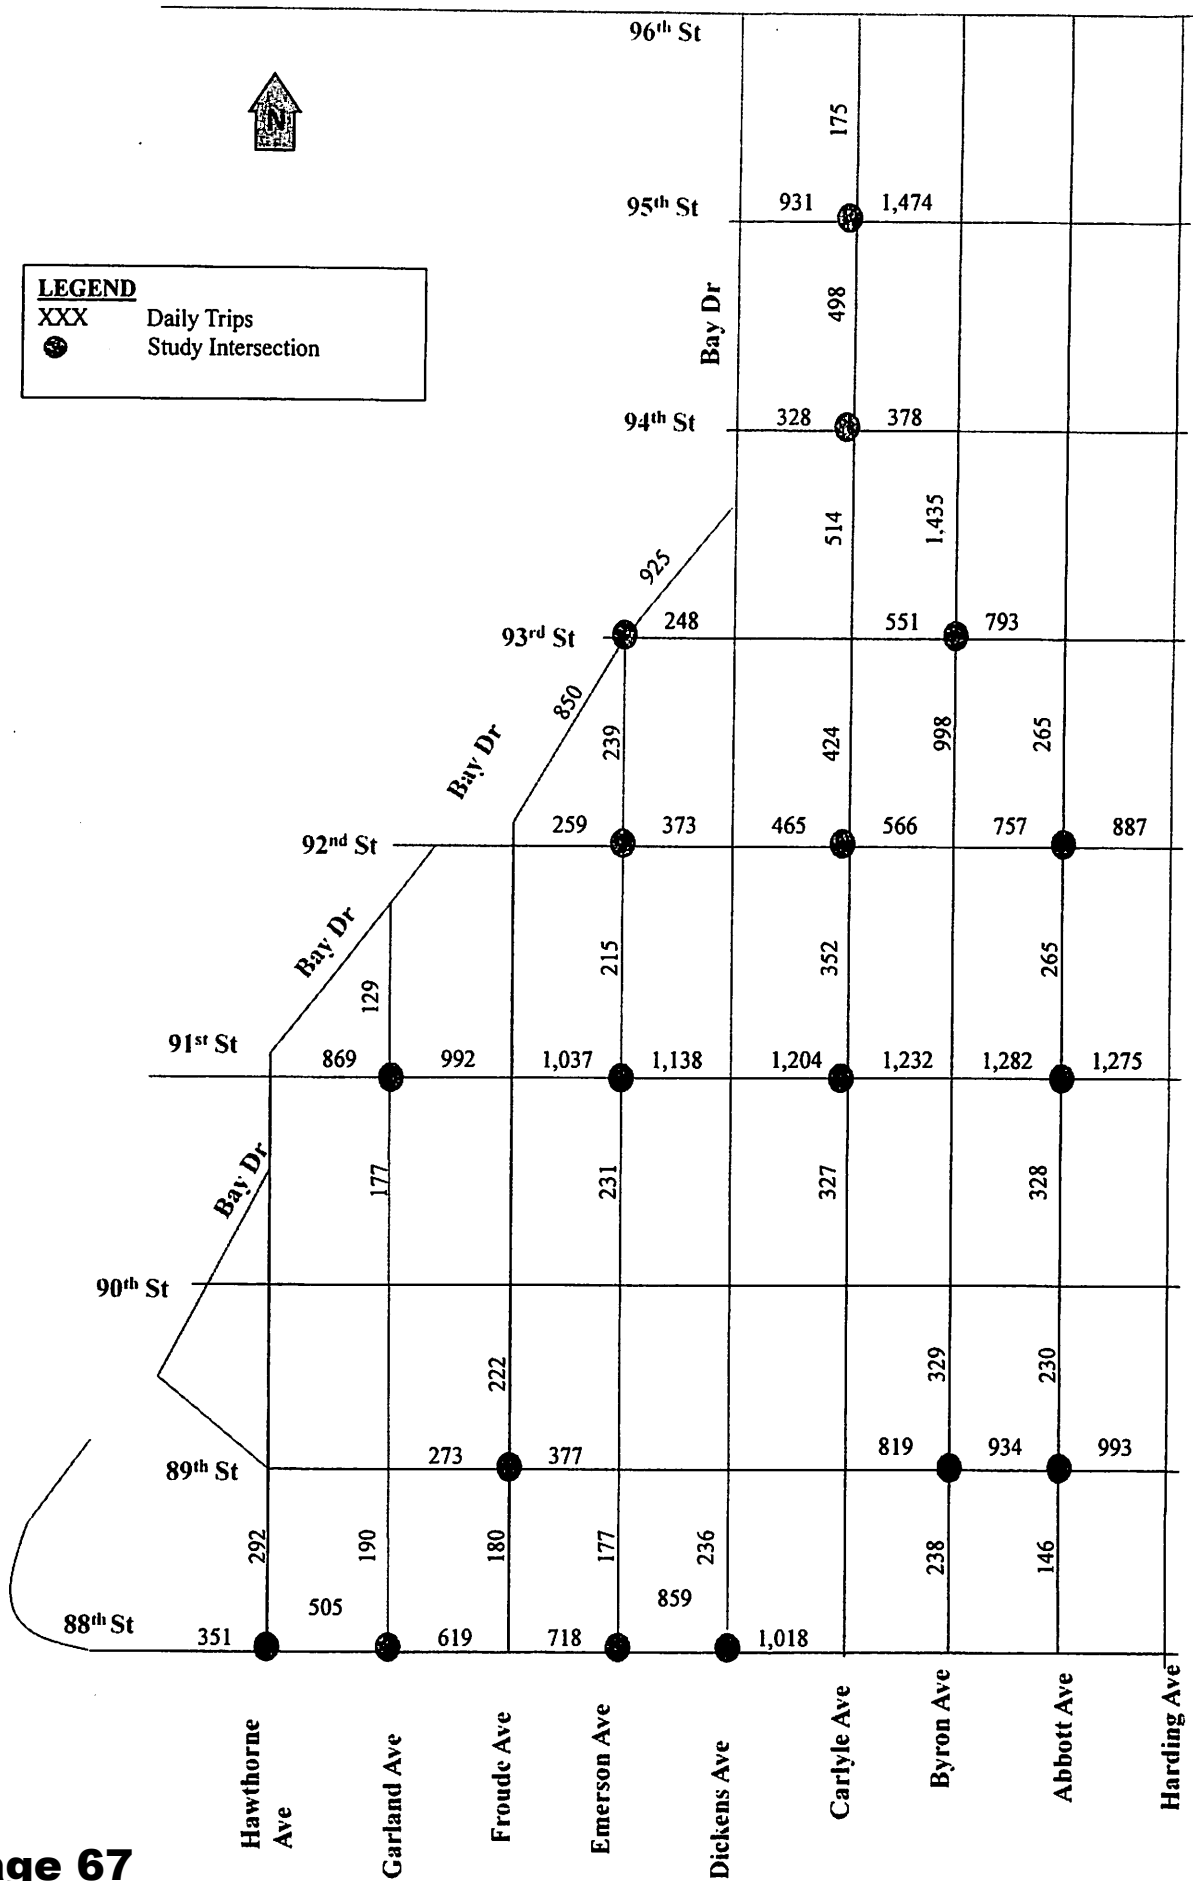 96th St
N
175
95th St 931 1,474
LEGEND
XXX Daily Trips
Study Intersection
Bay Dr
498
94th St 328 378
514
1,435
925
93rd St 248 551 793
850
239
424
998
265
Bay Dr
92nd St 259 373 465 566 757 887
Bay Dr
129
215
352
265
91st St 869 992 1,037 1,138 1,204 1,232 1,282 1,275
Bay Dr
177
231
327
328
90th St
222
329
230
89th St 273 377 819 934 993
292
190
180
177
236
238
146
88th St 351 505 619 718 859 1,018
Hawthorne Ave
Garland Ave
Froude Ave
Emerson Ave
Dickens Ave
Carlyle Ave
Byron Ave
Abbott Ave
Harding Ave
67